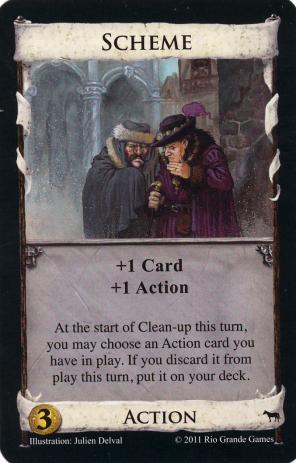 SCHEME
+1 Card
+1 Action
At the start of Clean-up this turn,
you may choose an Action card you
have in play. If you discard it from
play this turn, put it on your deck.
3
ACTION
Illustration: Julien Delval
© 2011 Rio Grande Games